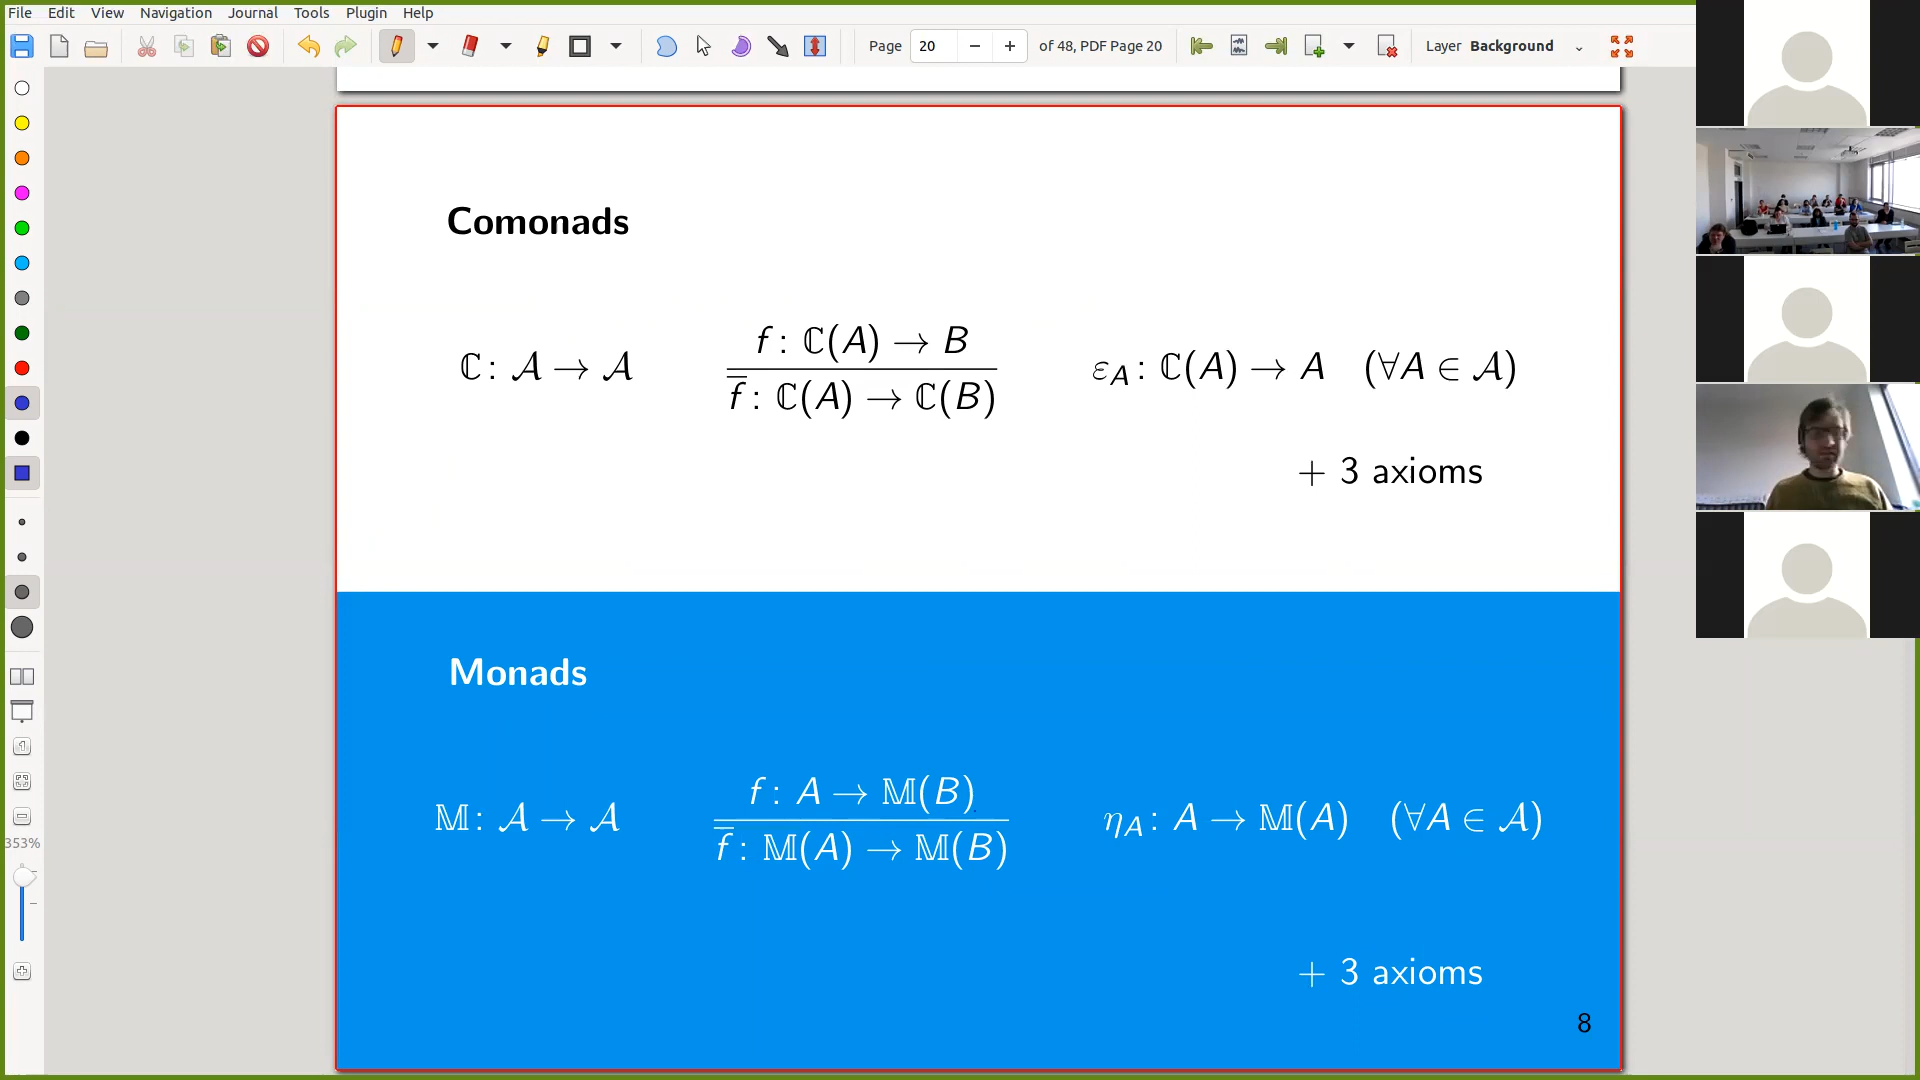 File Edit View Navigation Journal Tools Plugin Help
Page 20 − + of 48, PDF Page 20 Layer Background
Comonads
ℂ: 𝒜 → 𝒜
f : ℂ(A) → B
f̅ : ℂ(A) → ℂ(B)
ε_A : ℂ(A) → A (∀A ∈ 𝒜)
+ 3 axioms
Monads
𝕄: 𝒜 → 𝒜
f : A → 𝕄(B)
f̅ : 𝕄(A) → 𝕄(B)
η_A : A → 𝕄(A) (∀A ∈ 𝒜)
+ 3 axioms
8
353%